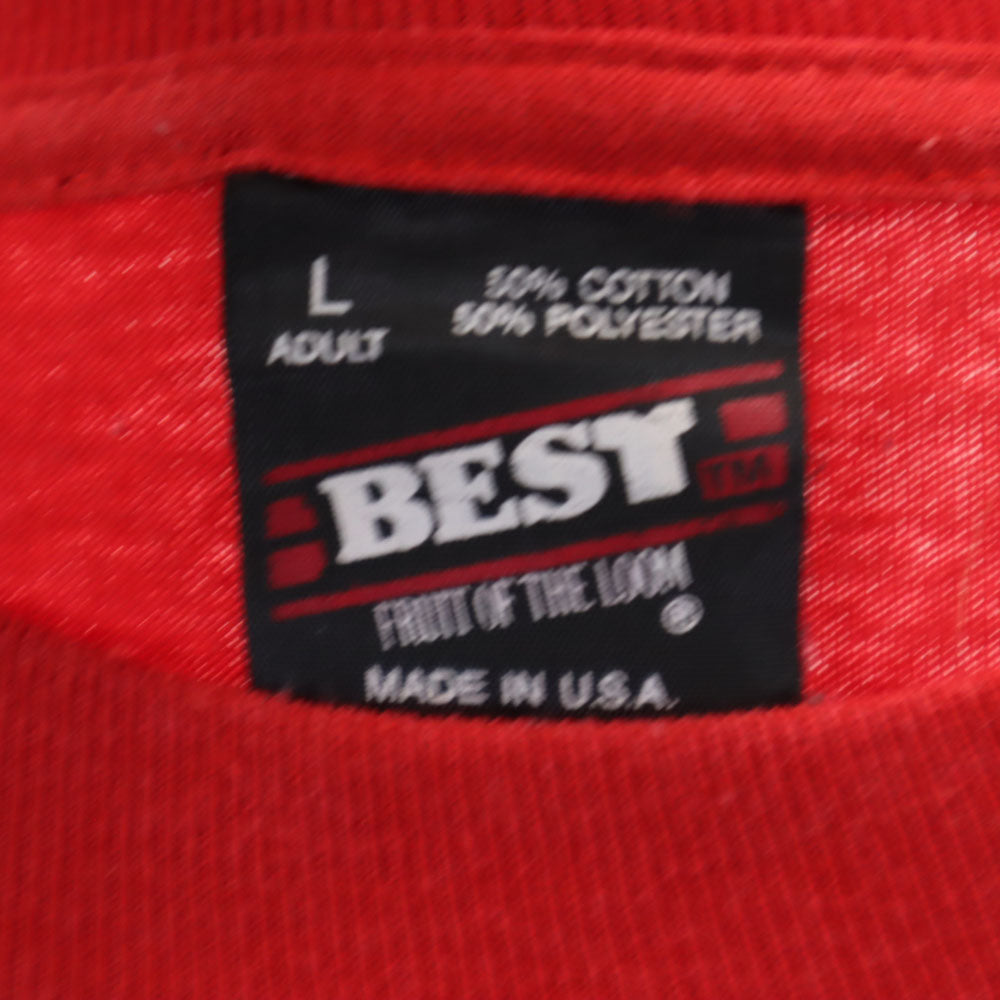 L
ADULT
50% COTTON
50% POLYESTER
BEST
TM
FRUIT OF THE LOOM
®
MADE IN U.S.A.